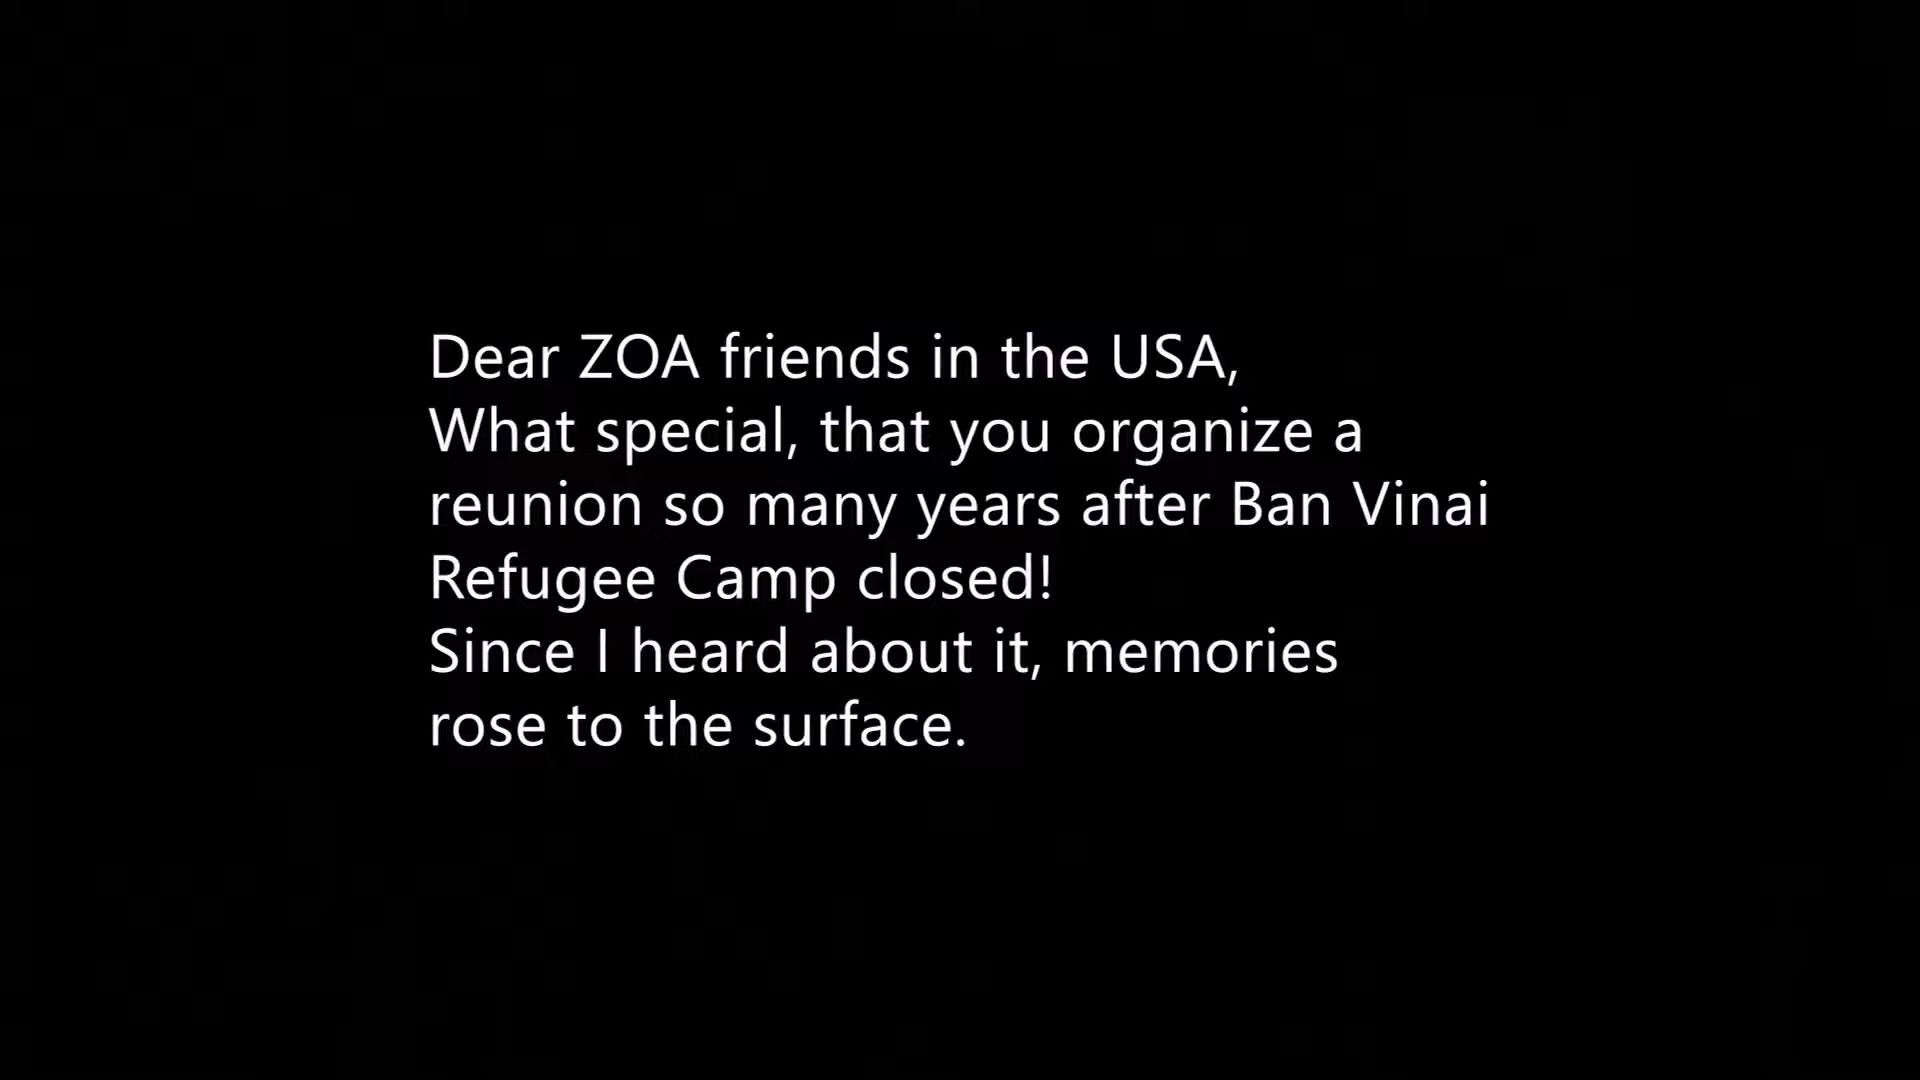 Dear ZOA friends in the USA,
What special, that you organize a
reunion so many years after Ban Vinai
Refugee Camp closed!
Since I heard about it, memories
rose to the surface.